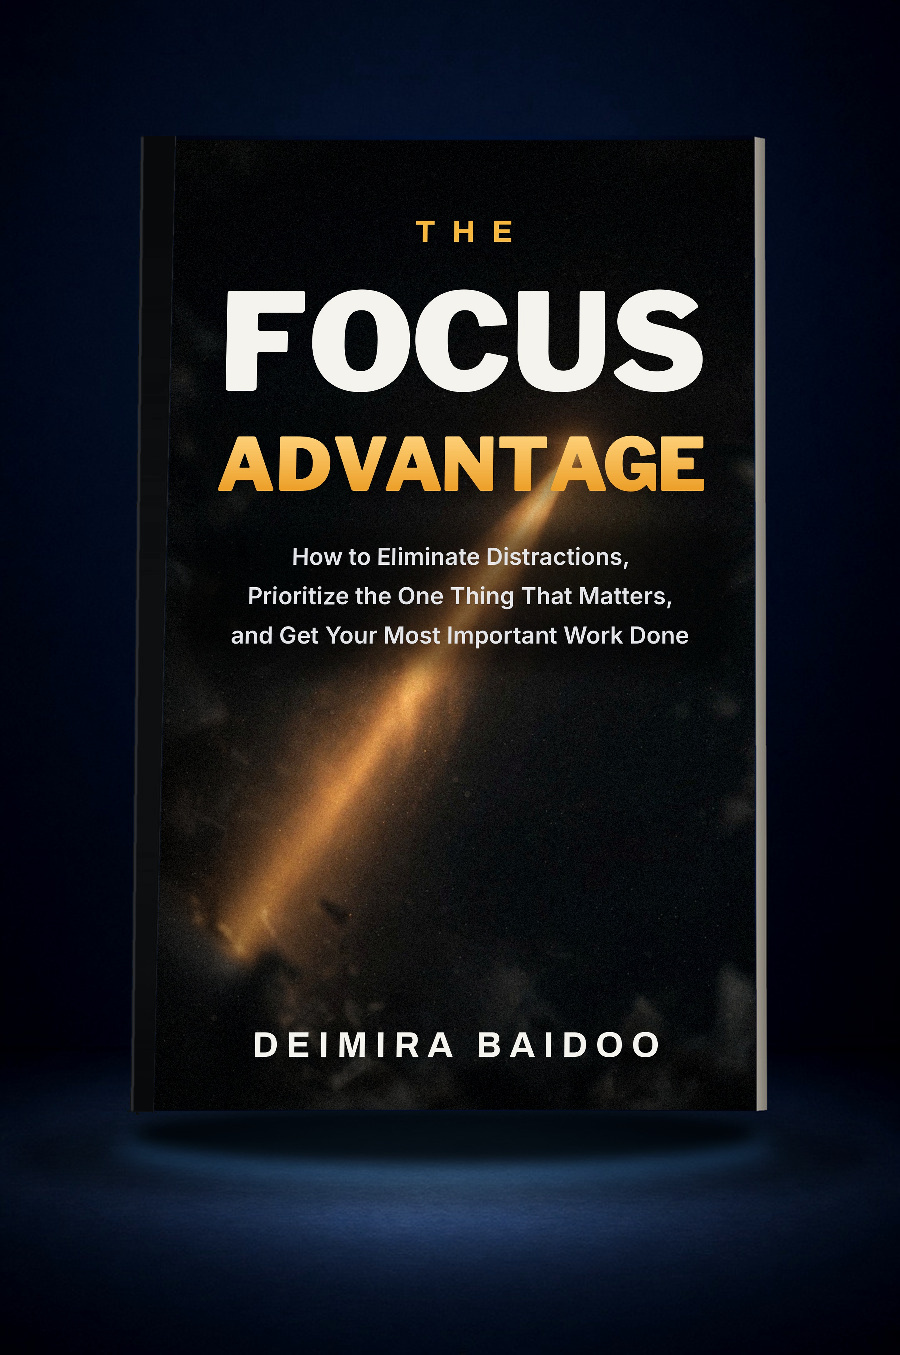 THE
FOCUS
ADVANTAGE
How to Eliminate Distractions,
Prioritize the One Thing That Matters,
and Get Your Most Important Work Done
DEIMIRA BAIDOO